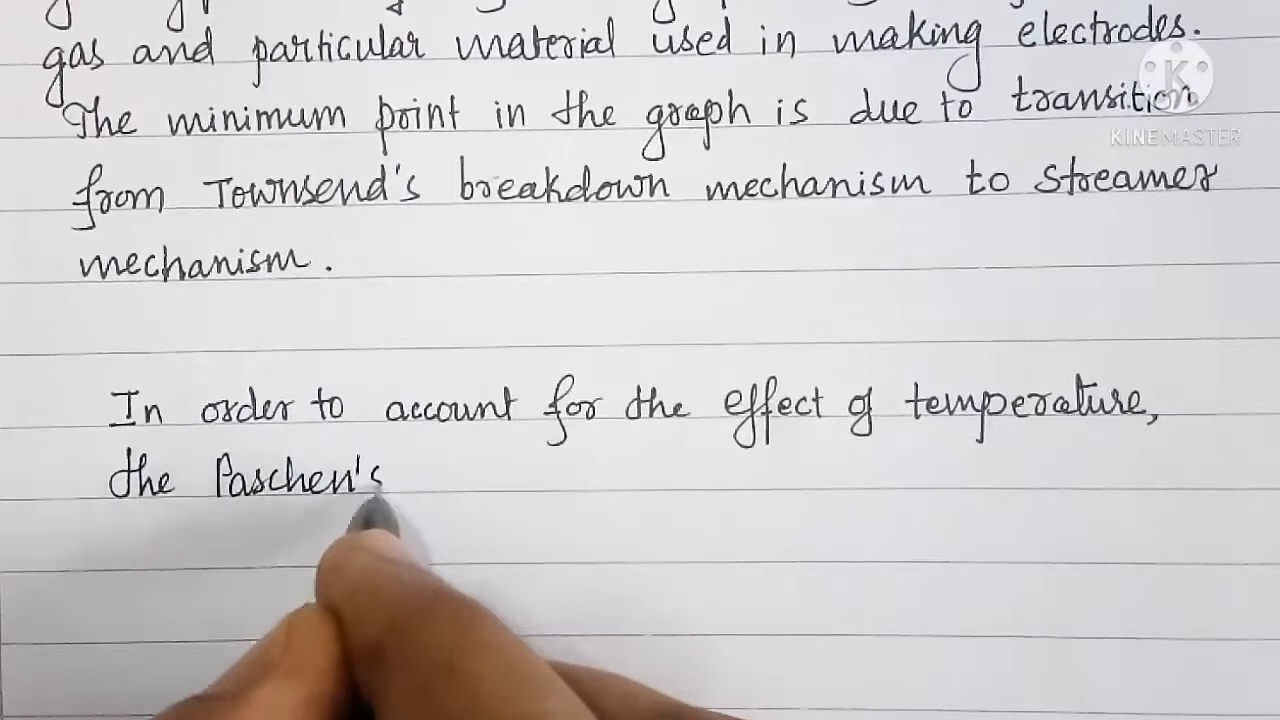 gas and particular material used in making electrodes.
The minimum point in the graph is due to transition
from Townsend's breakdown mechanism to streamer
mechanism.
In order to account for the effect of temperature,
the Paschen's
K
KINEMASTER